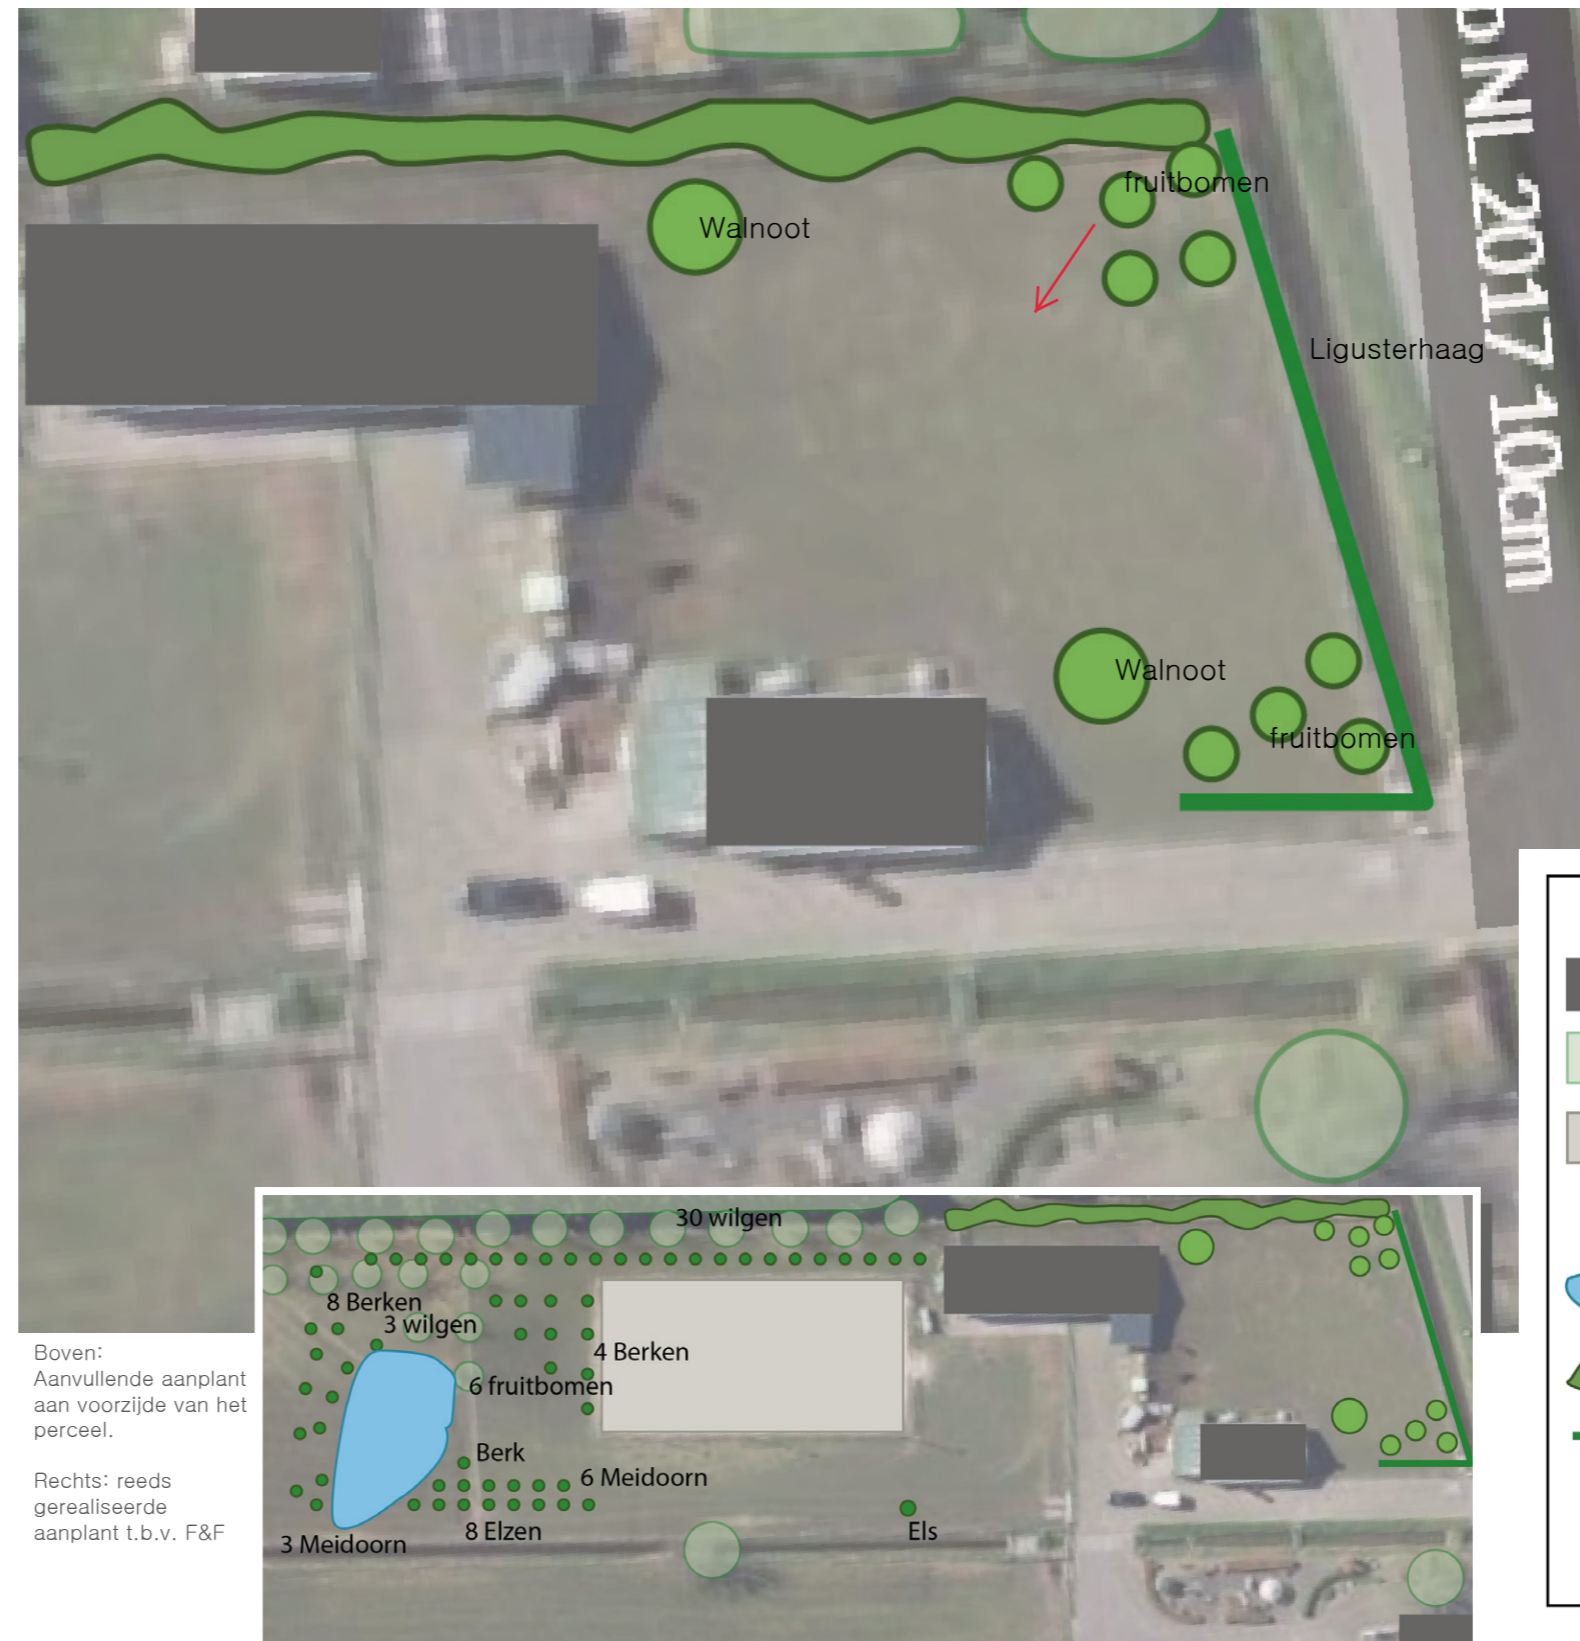 oNL 2017 10cm
fruitbomen
Walnoot
Ligusterhaag
Walnoot
fruitbomen
Boven:
Aanvullende aanplant
aan voorzijde van het
perceel.
Rechts: reeds
gerealiseerde
aanplant t.b.v. F&F
30 wilgen
8 Berken
3 wilgen
4 Berken
6 fruitbomen
Berk
6 Meidoorn
8 Elzen
Els
3 Meidoorn